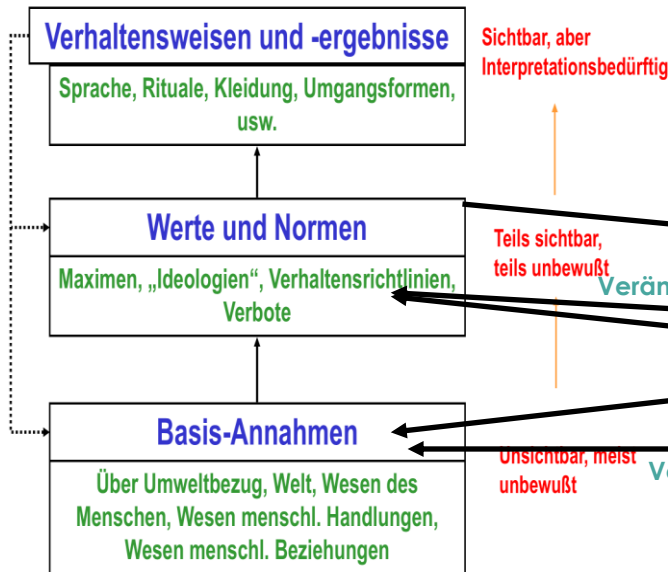 Verhaltensweisen und -ergebnisse
Sprache, Rituale, Kleidung, Umgangsformen,
usw.
Sichtbar, aber
Interpretationsbedürftig
Werte und Normen
Maximen, „Ideologien“, Verhaltensrichtlinien,
Verbote
Teils sichtbar,
teils unbewußt
Verän
Basis-Annahmen
Über Umweltbezug, Welt, Wesen des
Menschen, Wesen menschl. Handlungen,
Wesen menschl. Beziehungen
Unsichtbar, meist
unbewußt
Ve